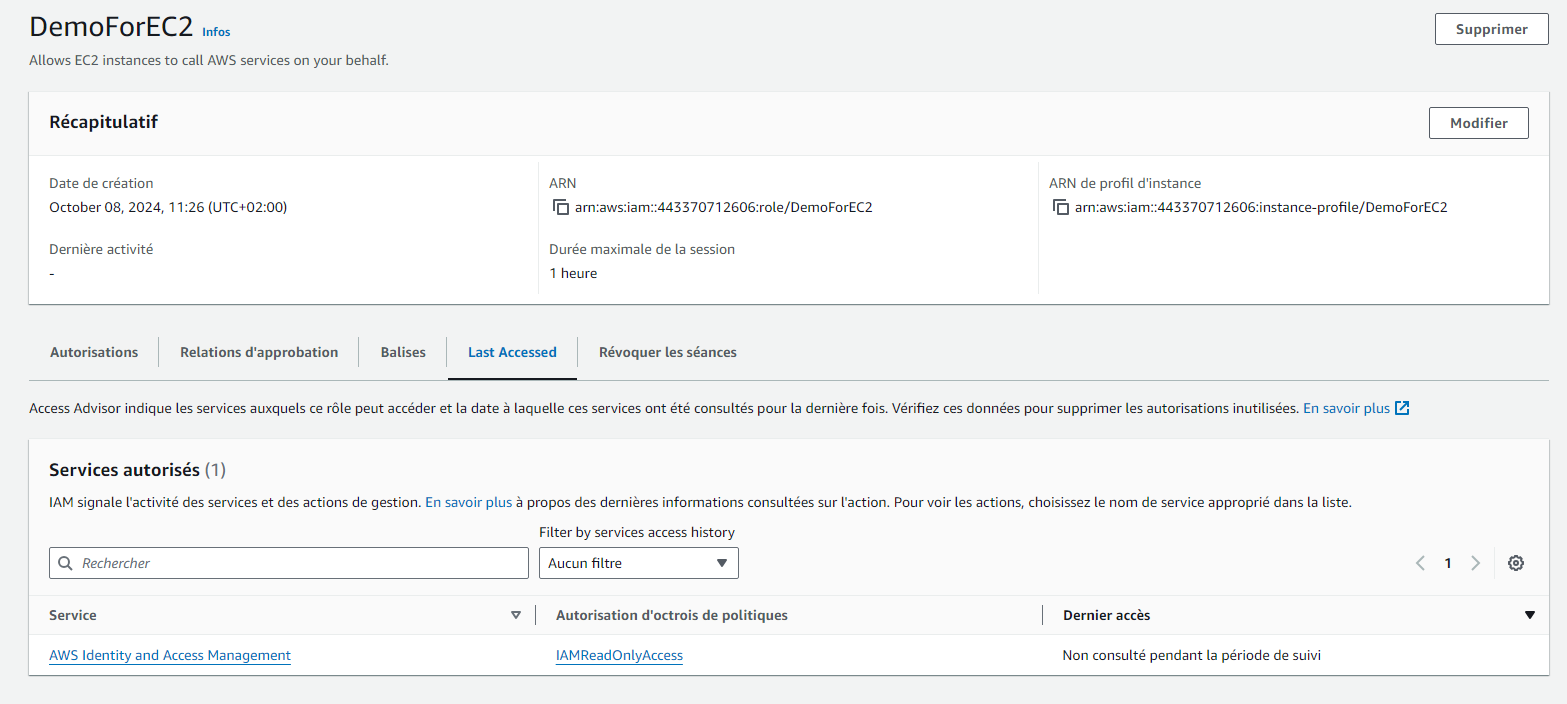 DemoForEC2 Infos
Supprimer
Allows EC2 instances to call AWS services on your behalf.
Récapitulatif
Modifier
Date de création
October 08, 2024, 11:26 (UTC+02:00)
Dernière activité
-
ARN
arn:aws:iam::443370712606:role/DemoForEC2
Durée maximale de la session
1 heure
ARN de profil d'instance
arn:aws:iam::443370712606:instance-profile/DemoForEC2
Autorisations
Relations d'approbation
Balises
Last Accessed
Révoquer les séances
Access Advisor indique les services auxquels ce rôle peut accéder et la date à laquelle ces services ont été consultés pour la dernière fois. Vérifiez ces données pour supprimer les autorisations inutilisées. En savoir plus
Services autorisés (1)
IAM signale l'activité des services et des actions de gestion. En savoir plus à propos des dernières informations consultées sur l'action. Pour voir les actions, choisissez le nom de service approprié dans la liste.
Filter by services access history
Rechercher
Aucun filtre
1
Service
Autorisation d'octrois de politiques
Dernier accès
AWS Identity and Access Management
IAMReadOnlyAccess
Non consulté pendant la période de suivi